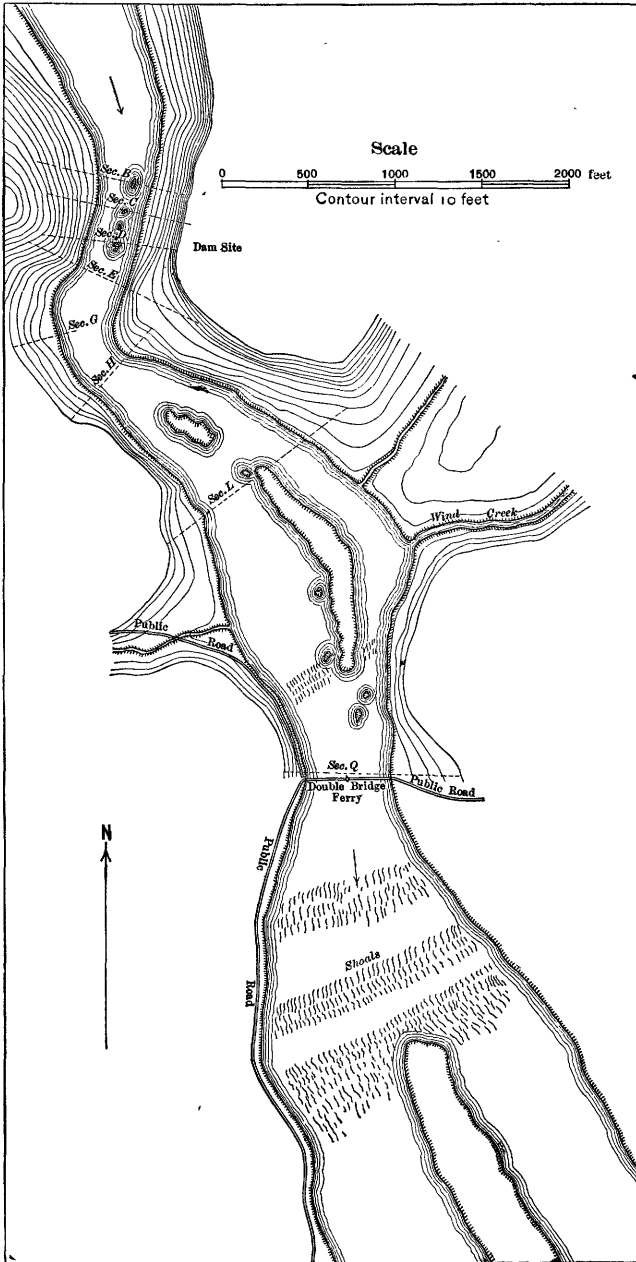 Scale
0 500 1000 1500 2000 feet
Contour interval 10 feet
Sec. B
Sec. C
Sec. D
Dam Site
Sec. E
Sec. G
Sec. H
Sec. L
Wind Creek
Public Road
Sec. Q
Double Bridge
Ferry
Public Road
N
Public Road
Shoals